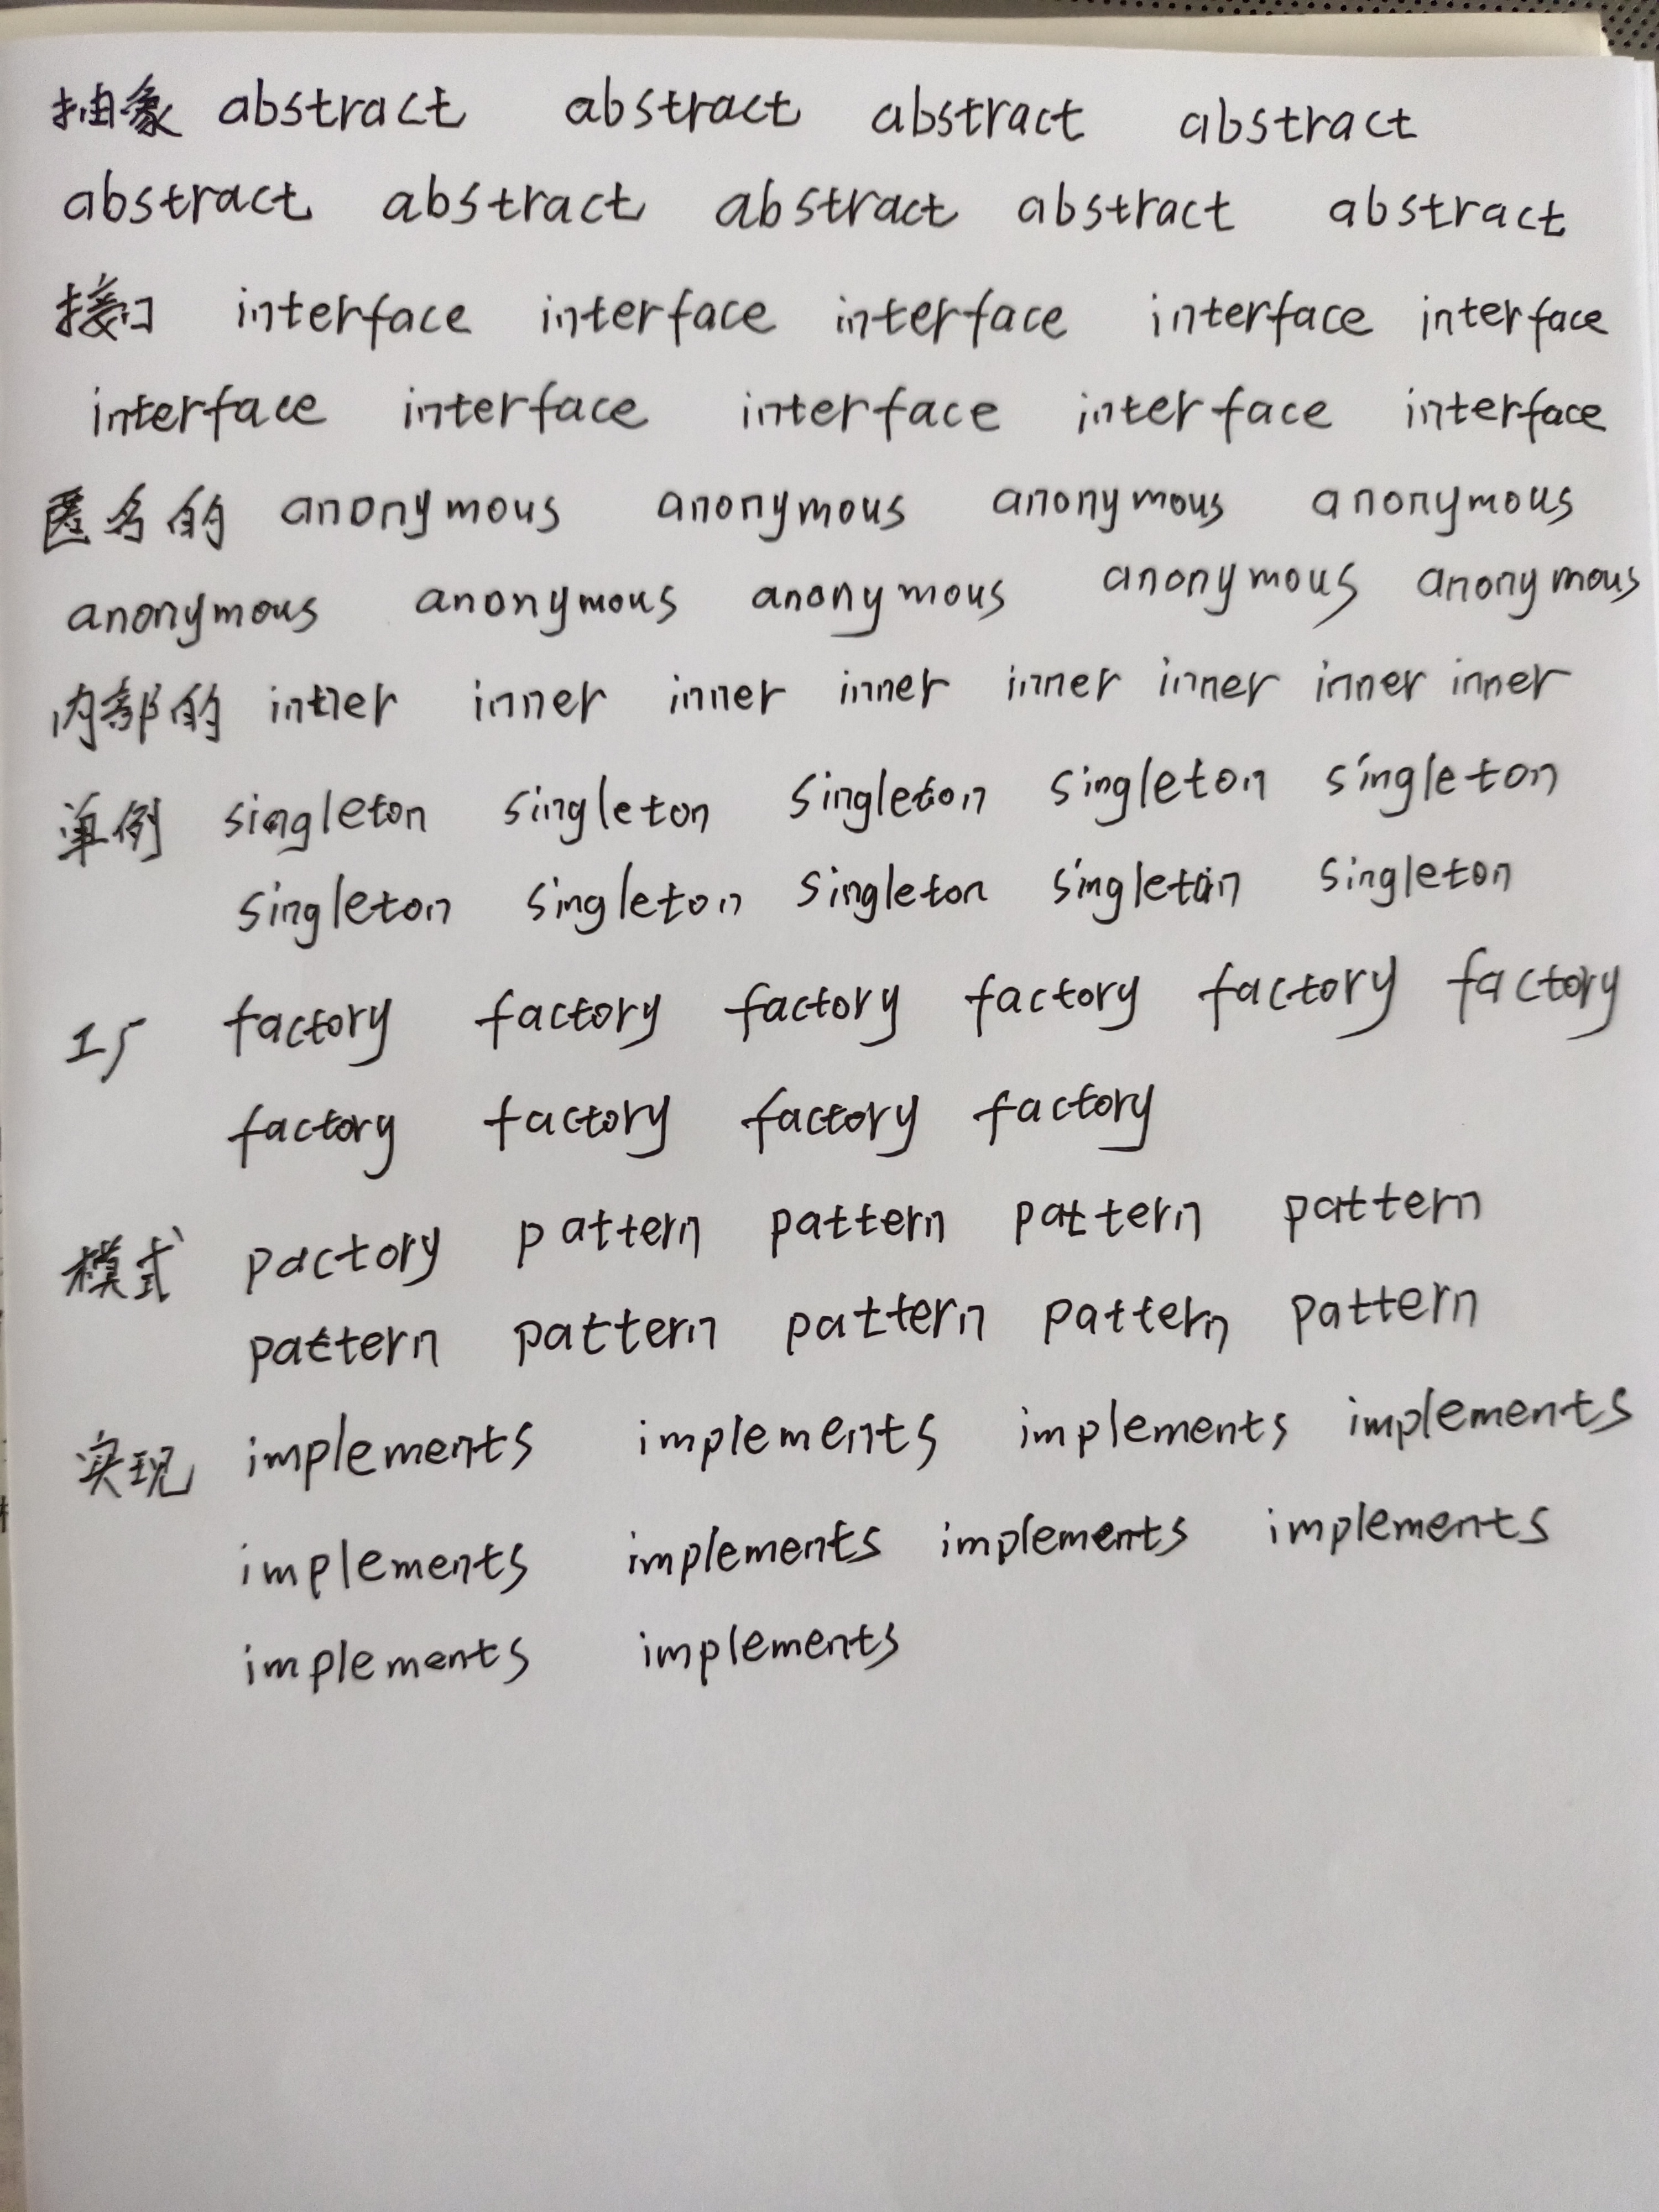 抽象 abstract abstract abstract abstract
abstract abstract abstract abstract abstract
接口 interface interface interface interface interface
interface interface interface interface interface
匿名的 anonymous anonymous anonymous anonymous
anonymous anonymous anonymous anonymous anonymous
内部的 inner inner inner inner inner inner inner
单例 singleton singleton singleton singleton singleton
singleton singleton singleton singleton singleton
工厂 factory factory factory factory factory factory
factory factory factory factory
模式 pactory pattern pattern pattern pattern
pattern pattern pattern pattern pattern
实现 implements implements implements implements
implements implements implements implements
implements implements